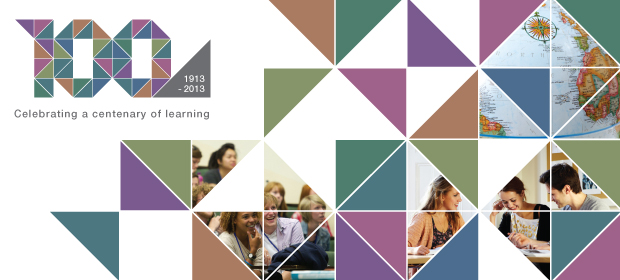 100
1913
- 2013
Celebrating a centenary of learning